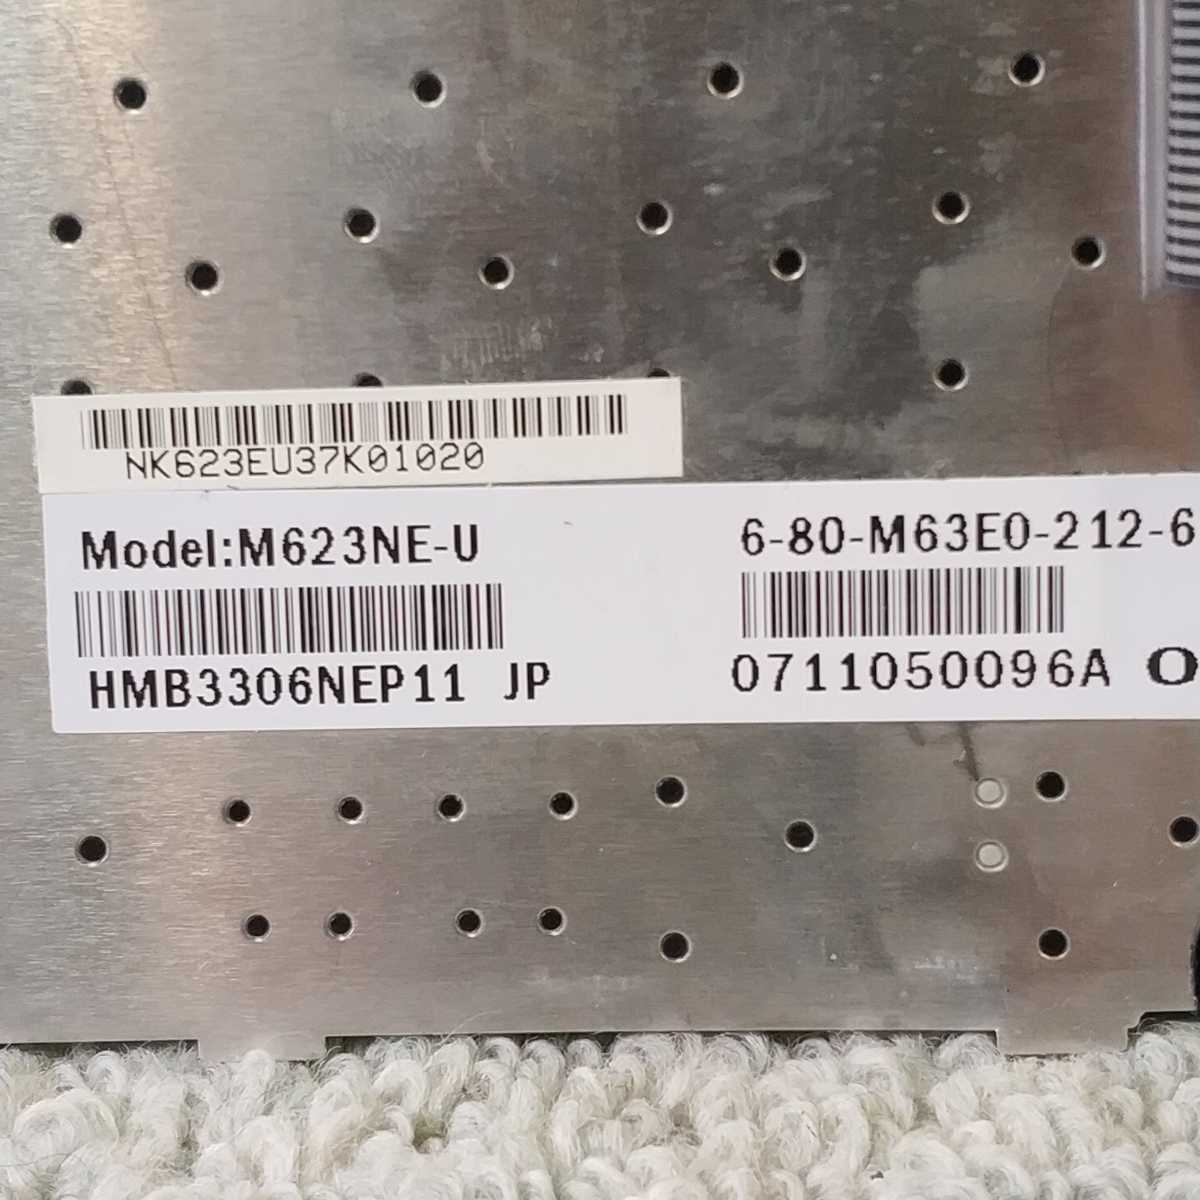 NK623EU37K01020
Model:M623NE-U
6-80-M63E0-212-6
HMB3306NEP11 JP
0711050096A O